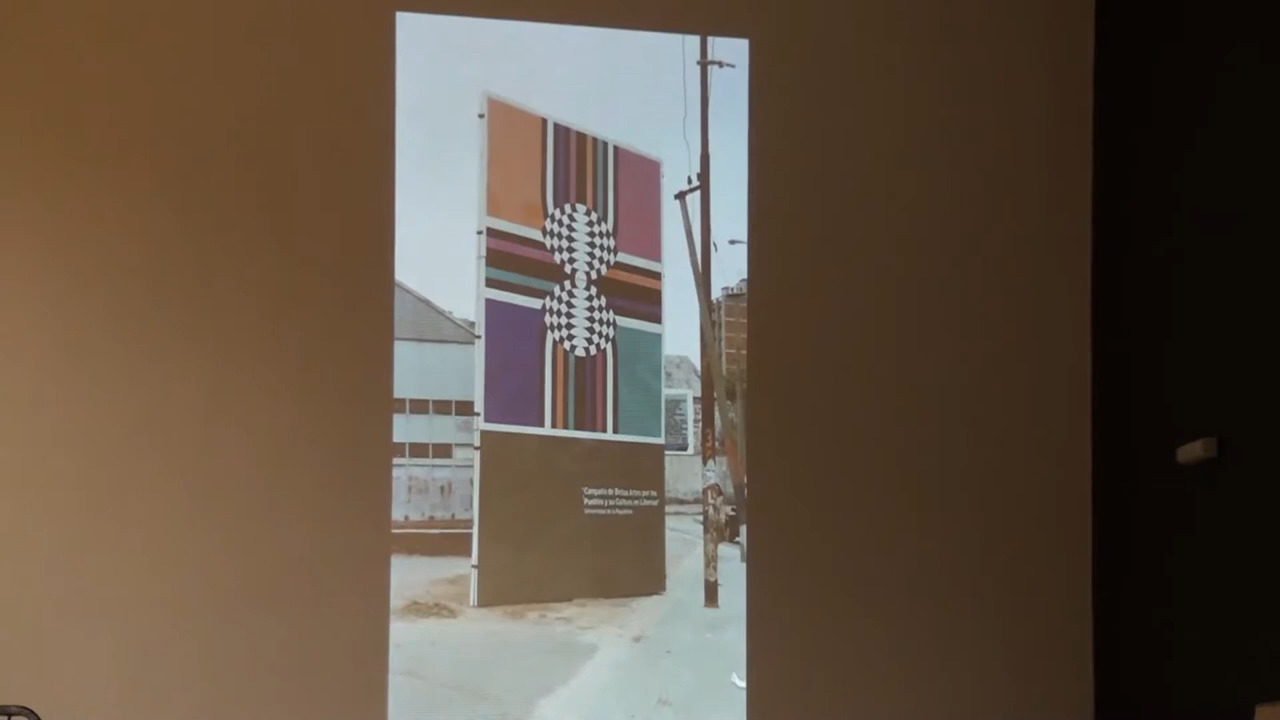 "Campaña de Bellas Artes por los
Pueblos y su Cultura en Libertad"
Universidad de la República